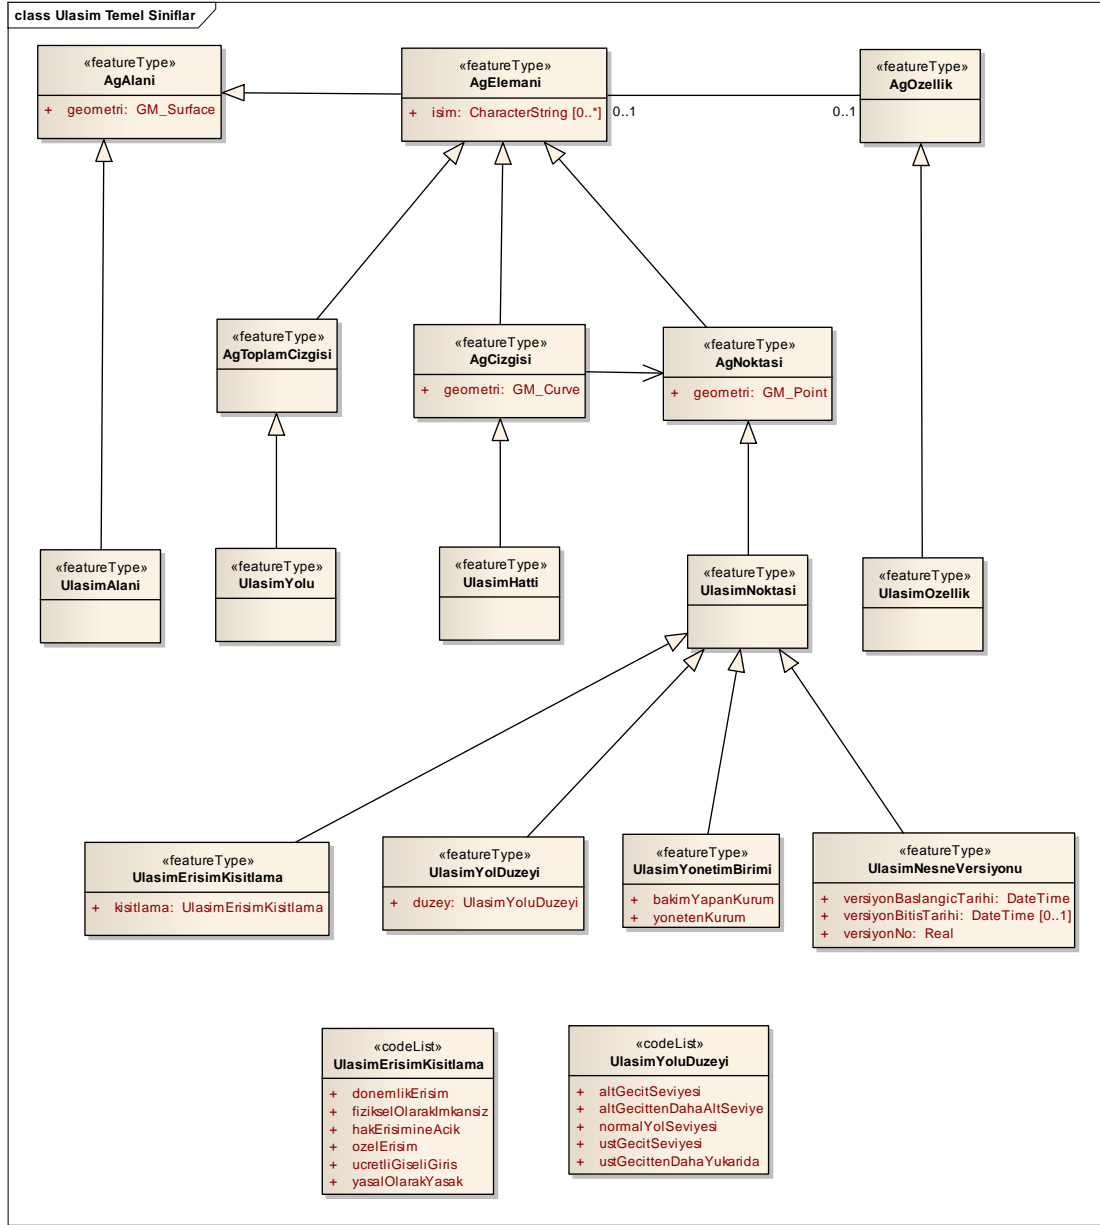 class Ulasim Temel Siniflar
«featureType»
AgAlani
+ geometri: GM_Surface
«featureType»
AgElemani
+ isim: CharacterString [0..*]
0..1
0..1
«featureType»
AgOzellik
«featureType»
AgToplamCizgisi
«featureType»
AgCizgisi
+ geometri: GM_Curve
«featureType»
AgNoktasi
+ geometri: GM_Point
«featureType»
UlasimAlani
«featureType»
UlasimYolu
«featureType»
UlasimHatti
«featureType»
UlasimNoktasi
«featureType»
UlasimOzellik
«featureType»
UlasimErisimKisitlama
+ kisitlama: UlasimErisimKisitlama
«featureType»
UlasimYolDuzeyi
+ duzey: UlasimYoluDuzeyi
«featureType»
UlasimYonetimBirimi
+ bakimYapanKurum
+ yonetenKurum
«featureType»
UlasimNesneVersiyonu
+ versiyonBaslangicTarihi: DateTime
+ versiyonBitisTarihi: DateTime [0..1]
+ versiyonNo: Real
«codeList»
UlasimErisimKisitlama
+ donemlikErisim
+ fizikselOlarakImkansiz
+ hakErisimineAcik
+ ozelErisim
+ ucretliGiseliGiris
+ yasalOlarakYasak
«codeList»
UlasimYoluDuzeyi
+ altGecitSeviyesi
+ altGecittenDahaAltSeviye
+ normalYolSeviyesi
+ ustGecitSeviyesi
+ ustGecittenDahaYukarida